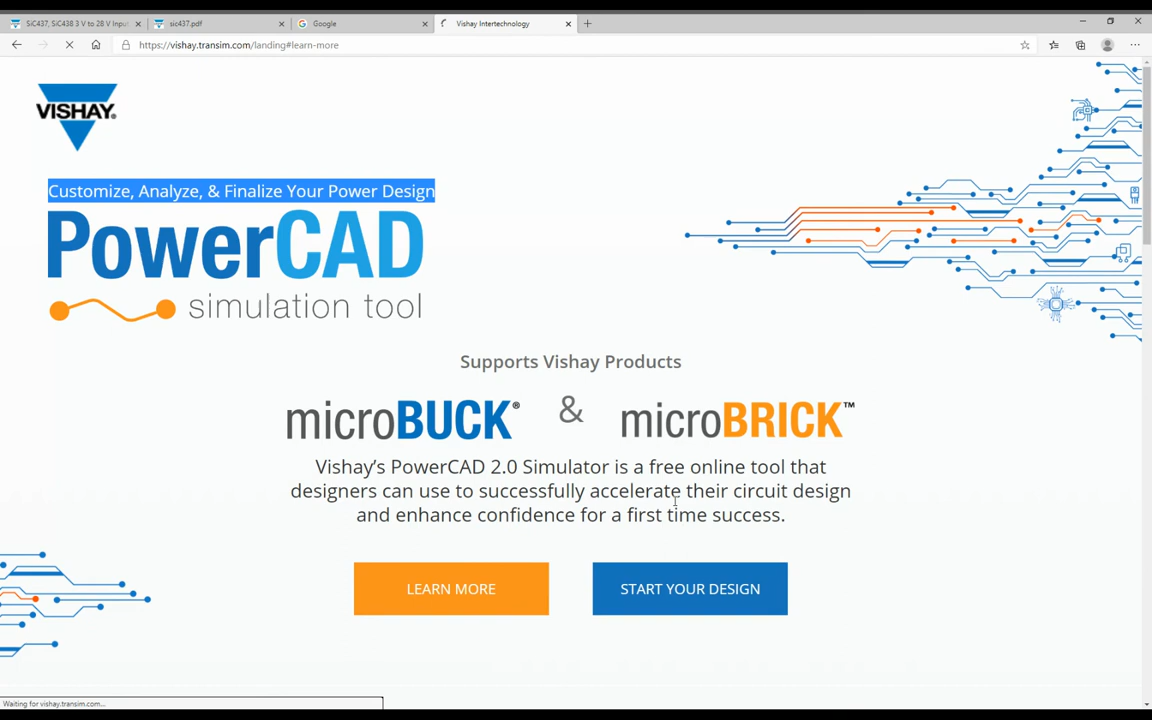 SiC437, SiC438 3 V to 28 V Input
sic437.pdf
Google
Vishay Intertechnology
https://vishay.transim.com/landing#learn-more
VISHAY®
Customize, Analyze, & Finalize Your Power Design
PowerCAD
simulation tool
Supports Vishay Products
microBUCK® & microBRICK™
Vishay's PowerCAD 2.0 Simulator is a free online tool that
designers can use to successfully accelerate their circuit design
and enhance confidence for a first time success.
LEARN MORE
START YOUR DESIGN
Waiting for vishay.transim.com...